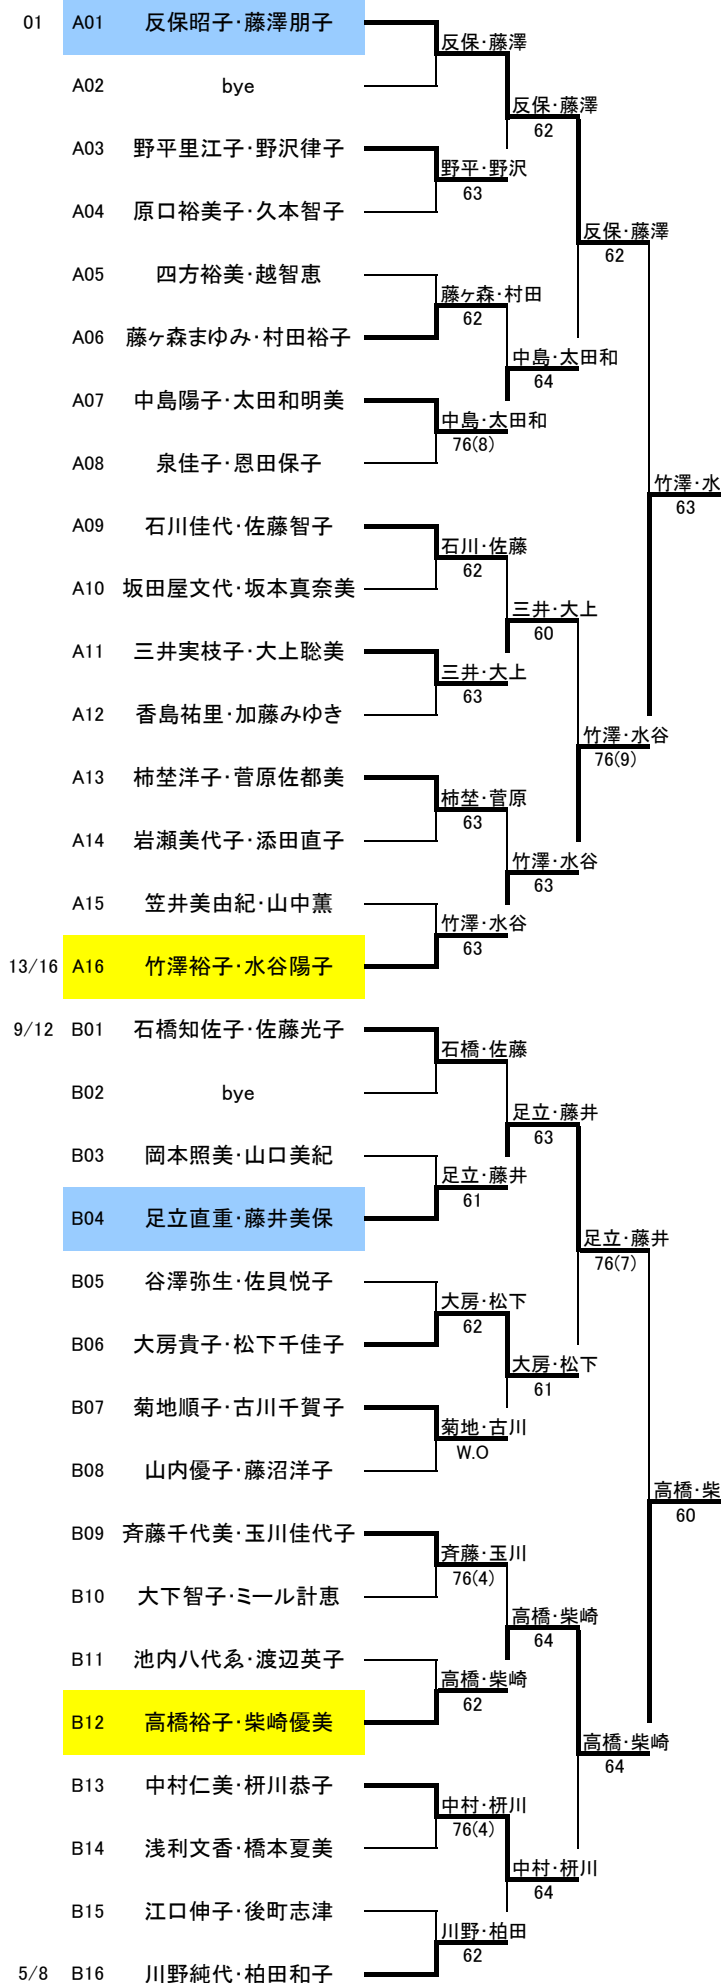 01 A01 反保昭子・藤澤朋子
反保・藤澤
A02 bye
反保・藤澤
62
A03 野平里江子・野沢律子
野平・野沢
63
A04 原口裕美子・久本智子
反保・藤澤
62
A05 四方裕美・越智恵
藤ヶ森・村田
62
A06 藤ヶ森まゆみ・村田裕子
中島・太田和
64
A07 中島陽子・太田和明美
中島・太田和
76(8)
A08 泉佳子・恩田保子
竹澤・水
63
A09 石川佳代・佐藤智子
石川・佐藤
62
A10 坂田屋文代・坂本真奈美
三井・大上
60
A11 三井実枝子・大上聡美
三井・大上
63
A12 香島祐里・加藤みゆき
竹澤・水谷
76(9)
A13 柿埜洋子・菅原佐都美
柿埜・菅原
63
A14 岩瀬美代子・添田直子
竹澤・水谷
63
A15 笠井美由紀・山中薫
竹澤・水谷
63
13/16 A16 竹澤裕子・水谷陽子
9/12 B01 石橋知佐子・佐藤光子
石橋・佐藤
B02 bye
足立・藤井
63
B03 岡本照美・山口美紀
足立・藤井
61
B04 足立直重・藤井美保
足立・藤井
76(7)
B05 谷澤弥生・佐貝悦子
大房・松下
62
B06 大房貴子・松下千佳子
大房・松下
61
B07 菊地順子・古川千賀子
菊地・古川
W.O
B08 山内優子・藤沼洋子
高橋・柴
60
B09 斉藤千代美・玉川佳代子
斉藤・玉川
76(4)
B10 大下智子・ミール計恵
高橋・柴崎
64
B11 池内八代ゑ・渡辺英子
高橋・柴崎
62
B12 高橋裕子・柴崎優美
高橋・柴崎
64
B13 中村仁美・枡川恭子
中村・枡川
76(4)
B14 浅利文香・橋本夏美
中村・枡川
64
B15 江口伸子・後町志津
川野・柏田
62
5/8 B16 川野純代・柏田和子